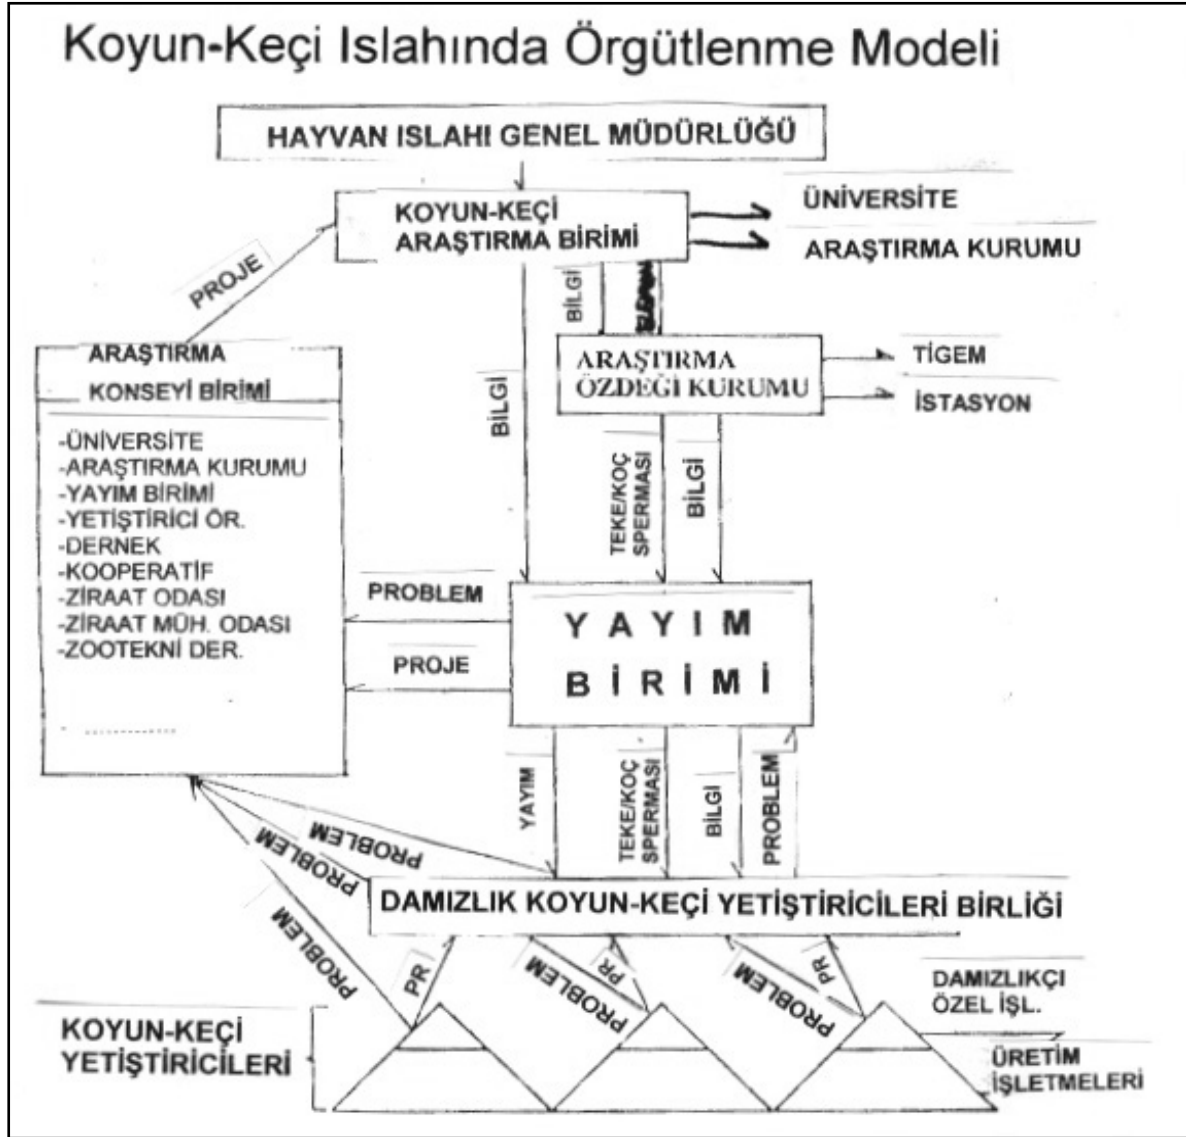 Koyun-Keçi Islahında Örgütlenme Modeli
HAYVAN ISLAHI GENEL MÜDÜRLÜĞÜ
KOYUN-KEÇİ
ARAŞTIRMA BİRİMİ
ÜNİVERSİTE
ARAŞTIRMA KURUMU
PROJE
BİLGİ
BİLGİ
ARAŞTIRMA
KONSEYİ BİRİMİ
-ÜNİVERSİTE
-ARAŞTIRMA KURUMU
-YAYIM BİRİMİ
-YETİŞTİRİCİ ÖR.
-DERNEK
-KOOPERATİF
-ZİRAAT ODASI
-ZİRAAT MÜH. ODASI
-ZOOTEKNİ DER.
..............
ARAŞTIRMA
ÖZDEĞİ KURUMU
TİGEM
İSTASYON
TEKE/KOÇ
SPERMASI
BİLGİ
PROBLEM
PROJE
YAYIM
BİRİMİ
YAYIM
TEKE/KOÇ
SPERMASI
BİLGİ
PROBLEM
PROBLEM
PROBLEM
PROBLEM
DAMIZLIK KOYUN-KEÇİ YETİŞTİRİCİLERİ BİRLİĞİ
PR
PROBLEM
PR
PROBLEM
PR
KOYUN-KEÇİ
YETİŞTİRİCİLERİ
DAMIZLIKÇI
ÖZEL İŞL.
ÜRETİM
İŞLETMELERİ